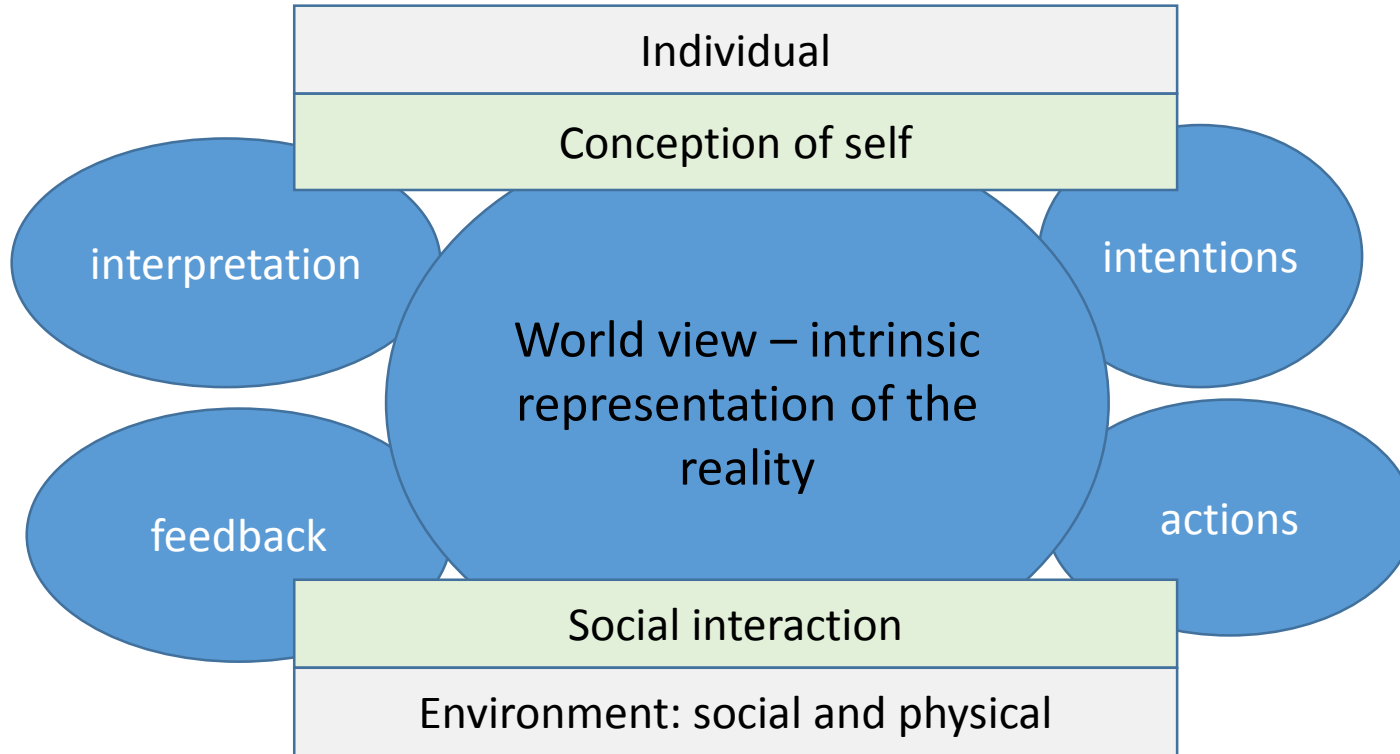 Individual
Conception of self
interpretation
intentions
World view – intrinsic
representation of the
reality
feedback
actions
Social interaction
Environment: social and physical